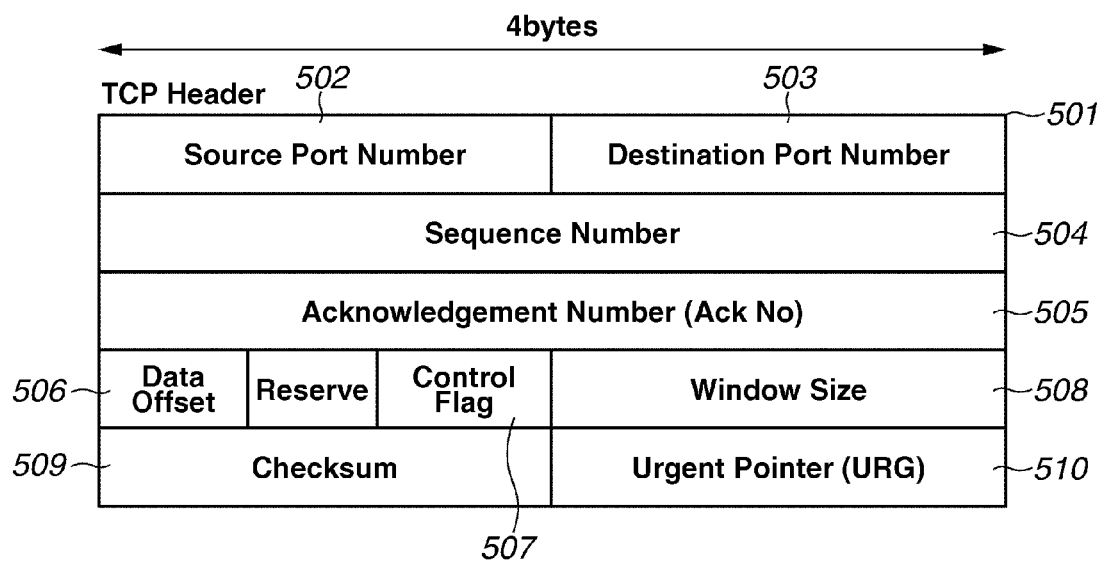 4bytes
502
503
TCP Header
501
Source Port Number
Destination Port Number
Sequence Number
504
Acknowledgement Number (Ack No)
505
506
Data
Offset
Reserve
Control
Flag
Window Size
508
509
Checksum
Urgent Pointer (URG)
510
507